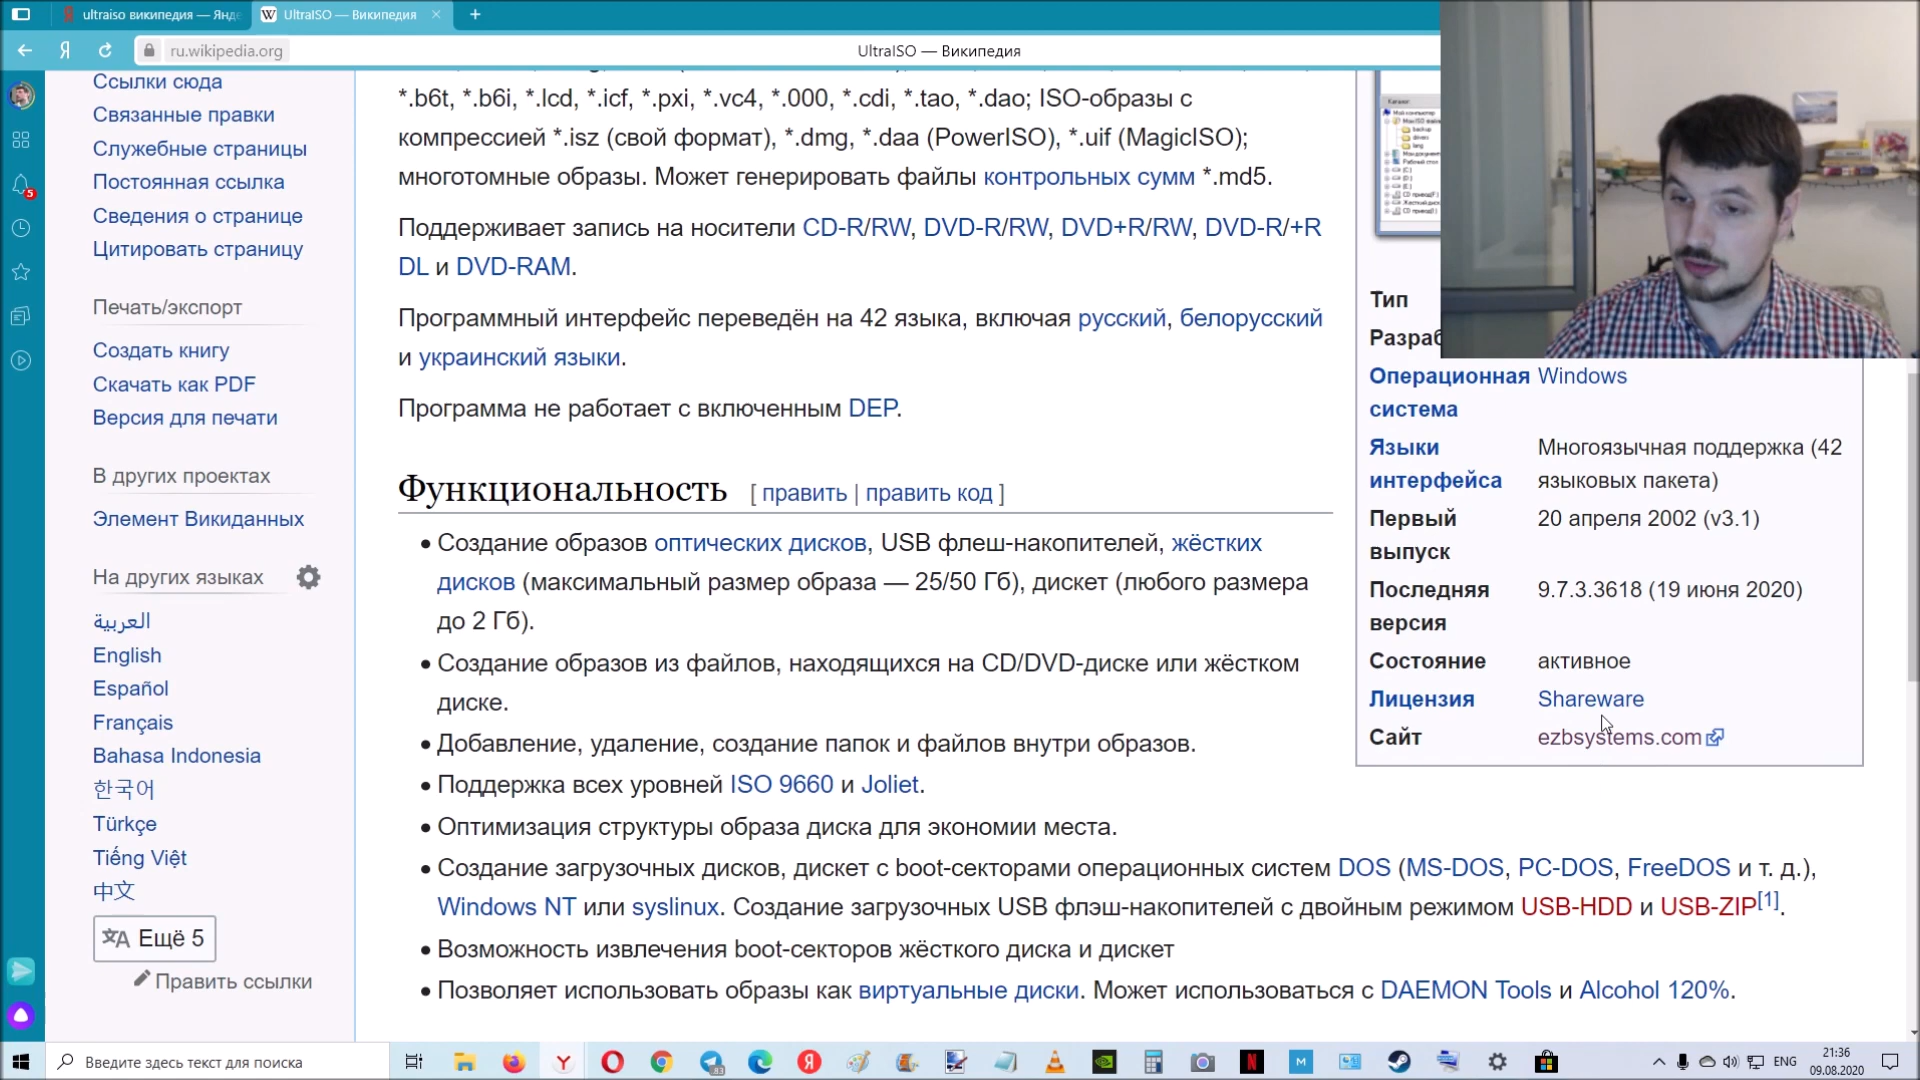 ultraiso википедия — Янде
UltraISO — Википедия
ru.wikipedia.org
UltraISO — Википедия
5
Ссылки сюда
Связанные правки
Служебные страницы
Постоянная ссылка
Сведения о странице
Цитировать страницу
Печать/экспорт
Создать книгу
Скачать как PDF
Версия для печати
В других проектах
Элемент Викиданных
На других языках
العربية
English
Español
Français
Bahasa Indonesia
한국어
Türkçe
Tiếng Việt
中文
Ещё 5
Править ссылки
*.b6t, *.b6i, *.lcd, *.icf, *.pxi, *.vc4, *.000, *.cdi, *.tao, *.dao; ISO-образы с
компрессией *.isz (свой формат), *.dmg, *.daa (PowerISO), *.uif (MagicISO);
многотомные образы. Может генерировать файлы контрольных сумм *.md5.
Поддерживает запись на носители CD-R/RW, DVD-R/RW, DVD+R/RW, DVD-R/+R
DL и DVD-RAM.
Программный интерфейс переведён на 42 языка, включая русский, белорусский
и украинский языки.
Программа не работает с включенным DEP.
Функциональность [ править | править код ]
• Создание образов оптических дисков, USB флеш-накопителей, жёстких
дисков (максимальный размер образа — 25/50 Гб), дискет (любого размера
до 2 Гб).
• Создание образов из файлов, находящихся на CD/DVD-диске или жёстком
диске.
• Добавление, удаление, создание папок и файлов внутри образов.
• Поддержка всех уровней ISO 9660 и Joliet.
• Оптимизация структуры образа диска для экономии места.
• Создание загрузочных дисков, дискет с boot-секторами операционных систем DOS (MS-DOS, PC-DOS, FreeDOS и т. д.),
Windows NT или syslinux. Создание загрузочных USB флэш-накопителей с двойным режимом USB-HDD и USB-ZIP[1].
• Возможность извлечения boot-секторов жёсткого диска и дискет
• Позволяет использовать образы как виртуальные диски. Может использоваться с DAEMON Tools и Alcohol 120%.
Тип
Разраб
Операционная Windows
система
Языки Многоязычная поддержка (42
интерфейса языковых пакета)
Первый 20 апреля 2002 (v3.1)
выпуск
Последняя 9.7.3.3618 (19 июня 2020)
версия
Состояние активное
Лицензия Shareware
Сайт ezbsystems.com
Введите здесь текст для поиска
ENG
21:36
09.08.2020